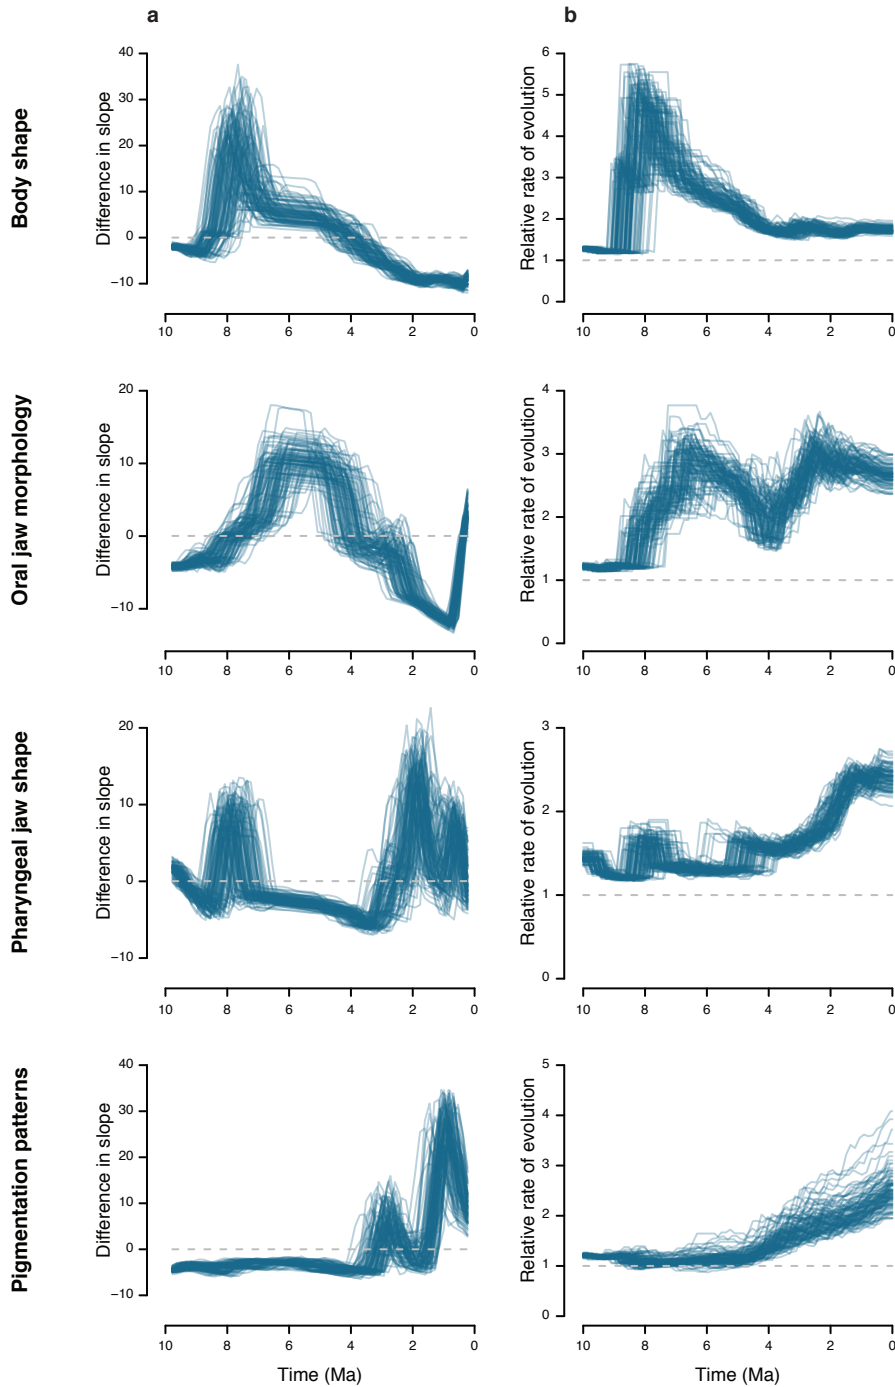 a
b
Body shape
Difference in slope
40
30
20
10
0
−10
10 8 6 4 2 0
Relative rate of evolution
6
5
4
3
2
1
0
10 8 6 4 2 0
Oral jaw morphology
Difference in slope
20
10
0
−10
10 8 6 4 2 0
Relative rate of evolution
4
3
2
1
0
10 8 6 4 2 0
Pharyngeal jaw shape
Difference in slope
20
10
0
−10
10 8 6 4 2 0
Relative rate of evolution
3
2
1
0
10 8 6 4 2 0
Pigmentation patterns
Difference in slope
40
30
20
10
0
−10
10 8 6 4 2 0
Time (Ma)
Relative rate of evolution
5
4
3
2
1
0
10 8 6 4 2 0
Time (Ma)